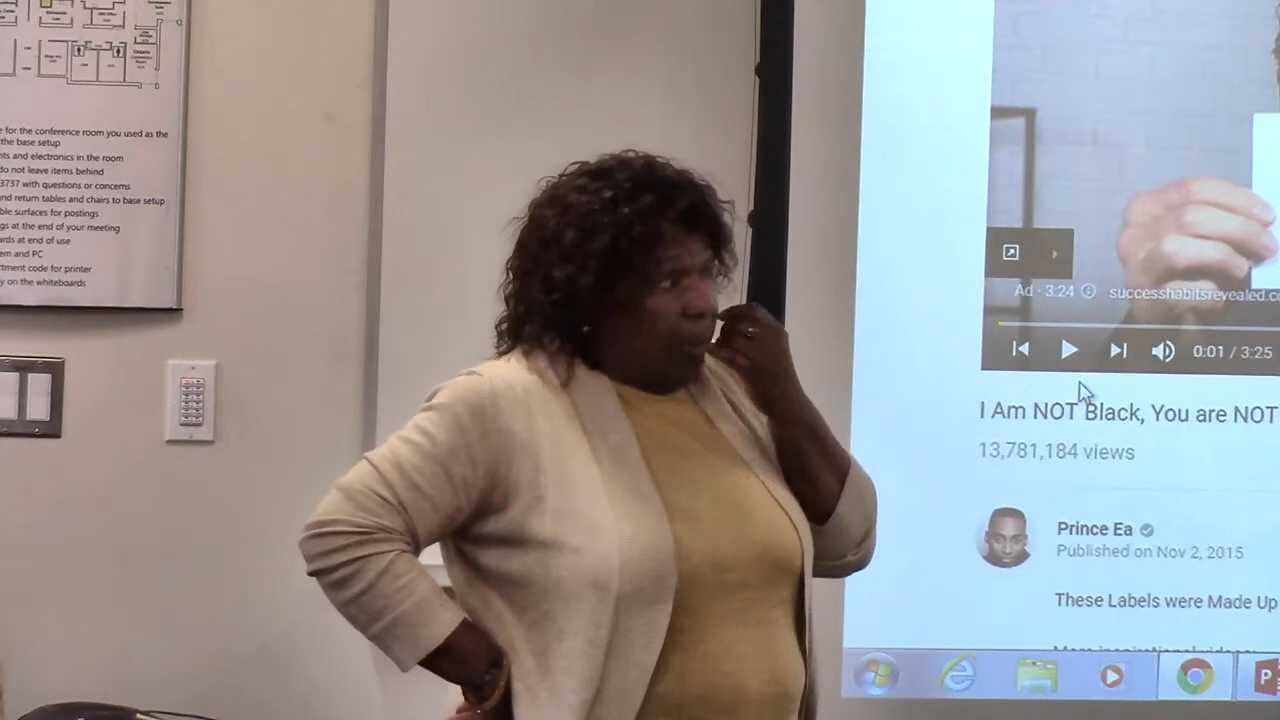 e for the conference room you used as the
the base setup
nts and electronics in the room
do not leave items behind
3737 with questions or concerns
nd return tables and chairs to base setup
ble surfaces for postings
gs at the end of your meeting
ards at end of use
em and PC
rtment code for printer
y on the whiteboards
Ad · 3:24
successhabitsrevealed.co
0:01 / 3:25
I Am NOT Black, You are NOT
13,781,184 views
Prince Ea
Published on Nov 2, 2015
These Labels were Made Up